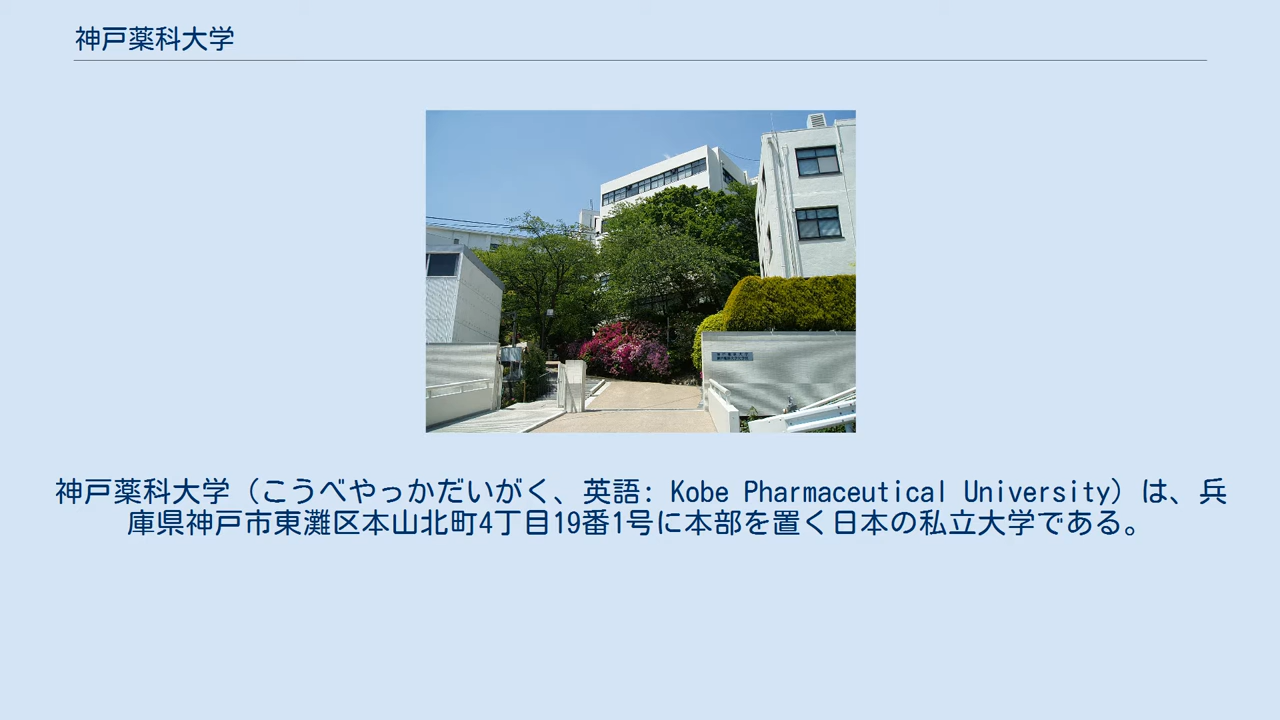 神戸薬科大学
神戸薬科大学（こうべやっかだいがく、英語: Kobe Pharmaceutical University）は、兵
庫県神戸市東灘区本山北町4丁目19番1号に本部を置く日本の私立大学である。